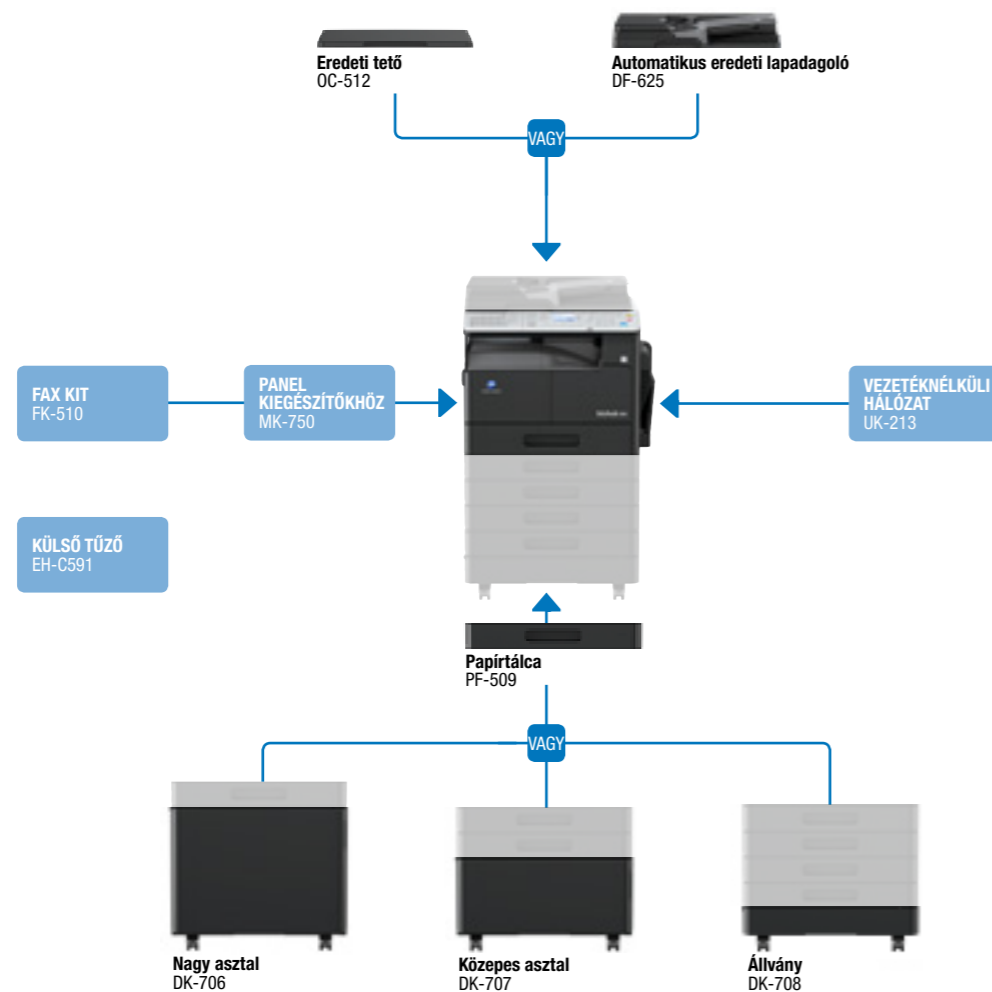 Eredeti tető
OC-512
Automatikus eredeti lapadagoló
DF-625
VAGY
FAX KIT
FK-510
PANEL
KIEGÉSZÍTŐKHÖZ
MK-750
VEZETÉKNÉLKÜLI
HÁLÓZAT
UK-213
KÜLSŐ TŰZŐ
EH-C591
Papírtálca
PF-509
VAGY
Nagy asztal
DK-706
Közepes asztal
DK-707
Állvány
DK-708